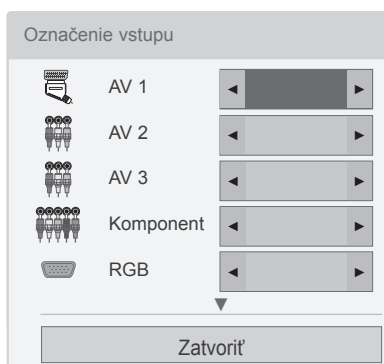 Označenie vstupu
AV 1
AV 2
AV 3
Komponent
RGB
Zatvoriť